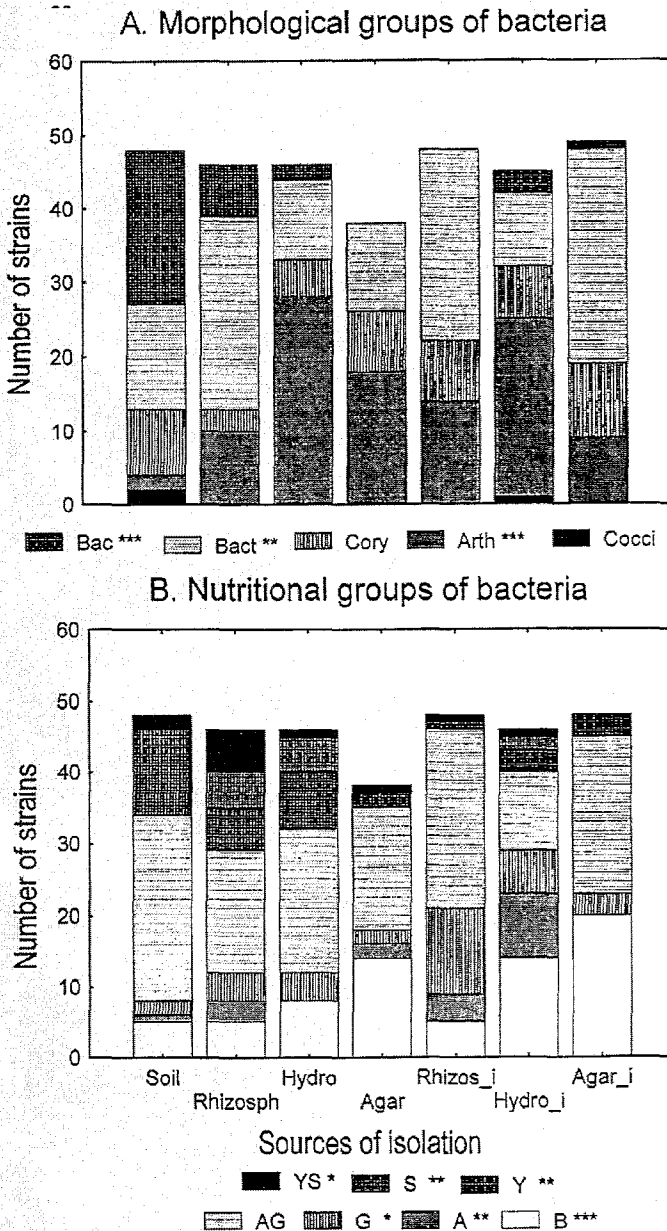 A. Morphological groups of bacteria
60
50
40
30
20
10
0
Number of strains
Bac *** Bact ** Cory Arth *** Cocci
B. Nutritional groups of bacteria
60
50
40
30
20
10
0
Number of strains
Soil Hydro Rhizos_i Agar_i
Rhizosph Agar Hydro_i
Sources of isolation
YS * S ** Y **
AG G * A ** B ***